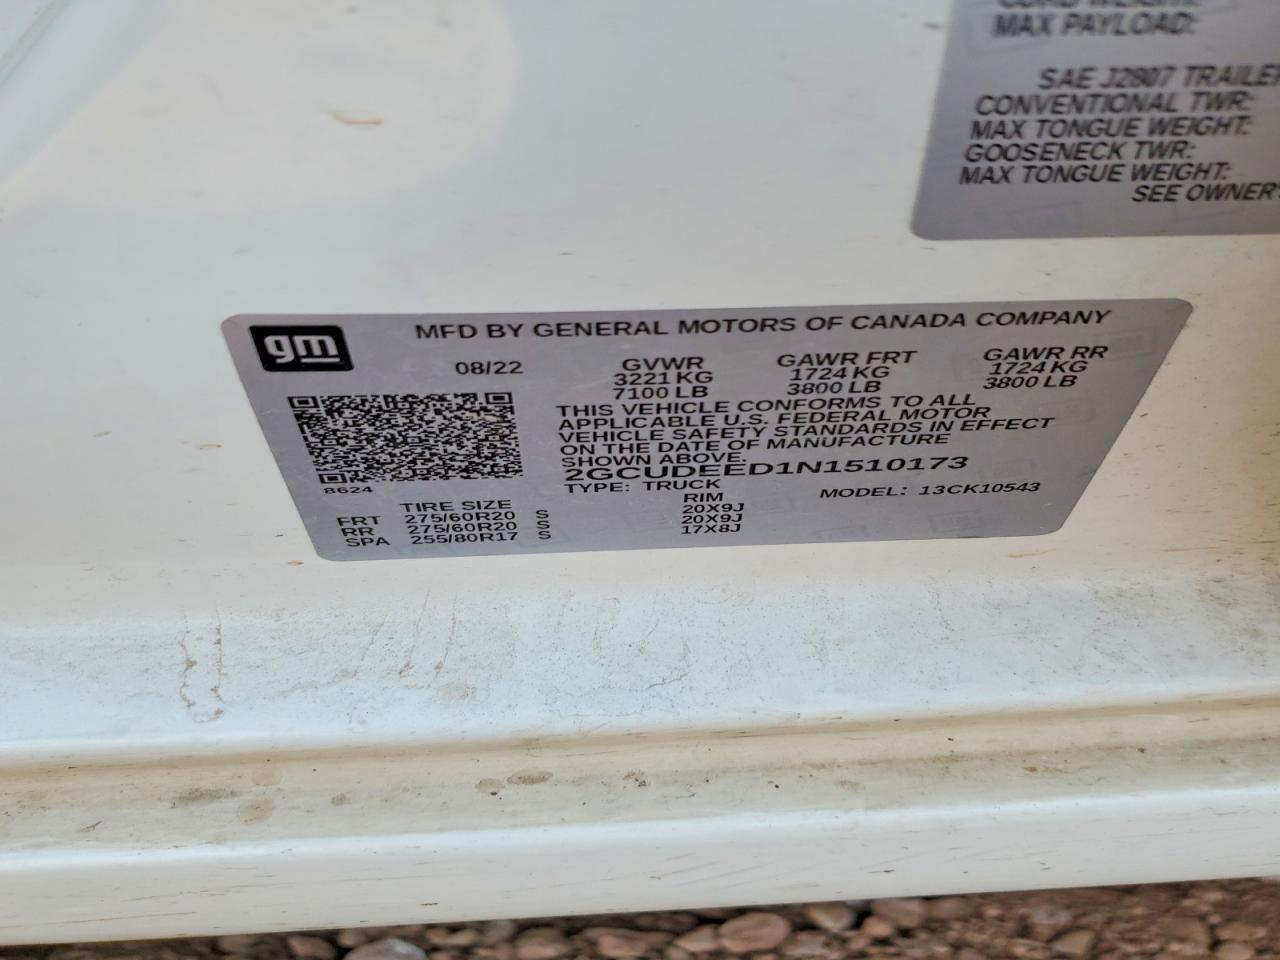 MAX PAYLOAD:
SAE J2807 TRAILER
CONVENTIONAL TWR:
MAX TONGUE WEIGHT:
GOOSENECK TWR:
MAX TONGUE WEIGHT:
SEE OWNER'
gm
MFD BY GENERAL MOTORS OF CANADA COMPANY
08/22 GVWR GAWR FRT GAWR RR
3221 KG 1724 KG 1724 KG
7100 LB 3800 LB 3800 LB
THIS VEHICLE CONFORMS TO ALL
APPLICABLE U.S. FEDERAL MOTOR
VEHICLE SAFETY STANDARDS IN EFFECT
ON THE DATE OF MANUFACTURE
SHOWN ABOVE.
2GCUDEED1N1510173
8624
TYPE: TRUCK MODEL: 13CK10543
TIRE SIZE RIM
FRT 275/60R20 S 20X9J
RR 275/60R20 S 20X9J
SPA 255/80R17 S 17X8J